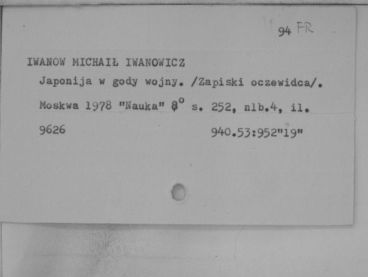 94 PR
IWANOW MICHAIŁ IWANOWICZ
Japonija w gody wojny. /Zapiski oczewidca/.
Moskwa 1978 "Nauka" 8° s. 252, nlb.4, il.
9626 940.53:952"19"